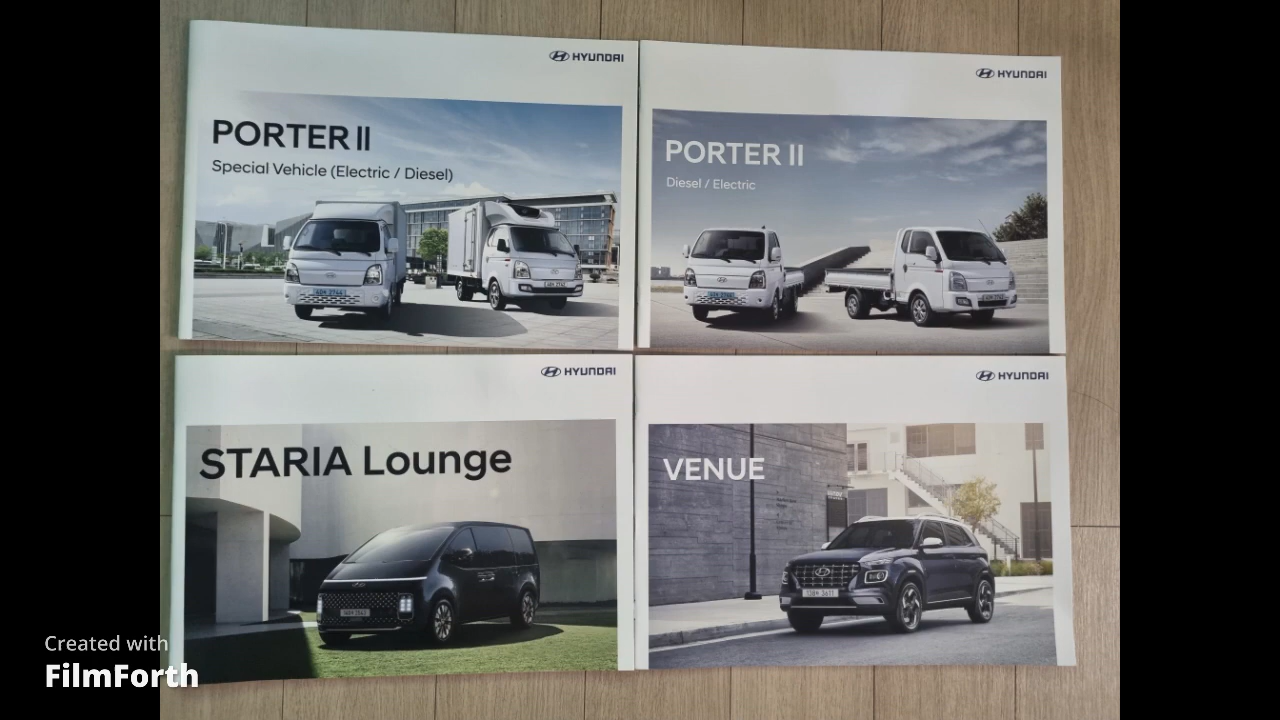 HYUNDAI
PORTER II
Special Vehicle (Electric / Diesel)
HYUNDAI
PORTER II
Diesel / Electric
HYUNDAI
STARIA Lounge
HYUNDAI
VENUE
Created with
FilmForth